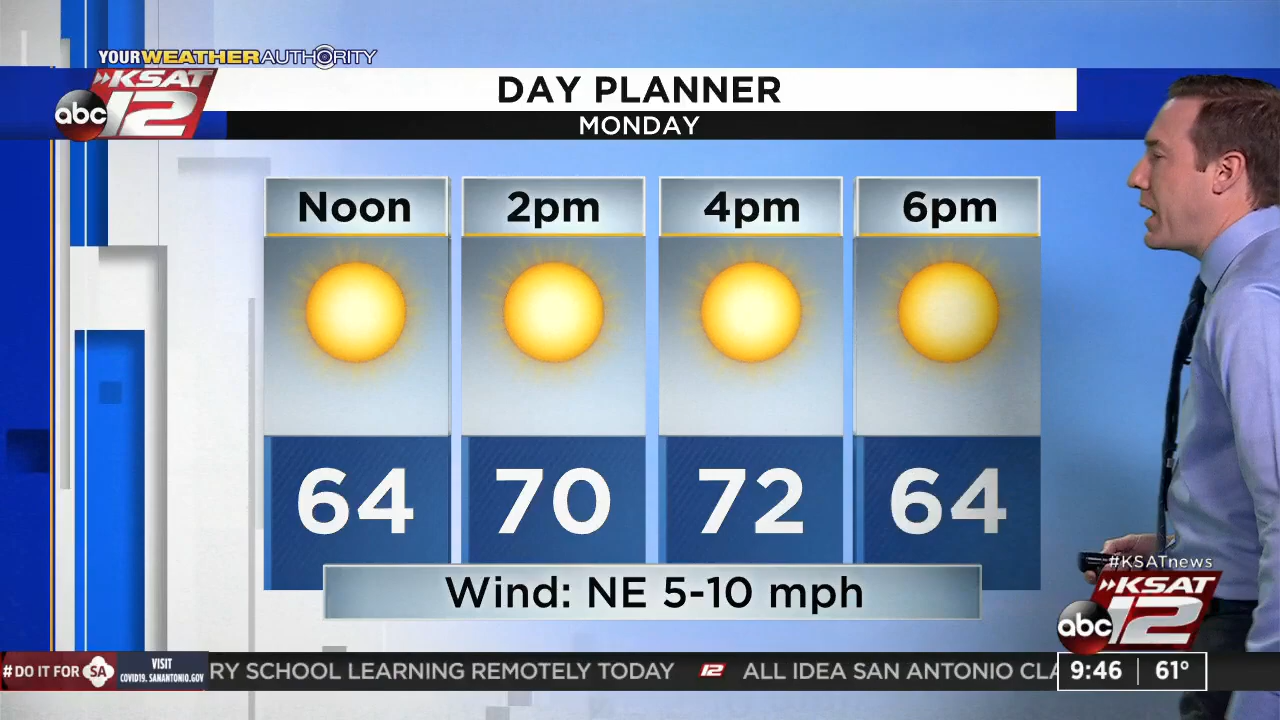 YOURWEATHERAUTHORITY
KSAT
abc 12
DAY PLANNER
MONDAY
Noon 2pm 4pm 6pm
64 70 72 64
Wind: NE 5-10 mph
#KSATnews
KSAT
abc 12
#DO IT FOR SA
VISIT
COVID19.SANANTONIO.GOV
RY SCHOOL LEARNING REMOTELY TODAY 12 ALL IDEA SAN ANTONIO CLA
9:46 61°